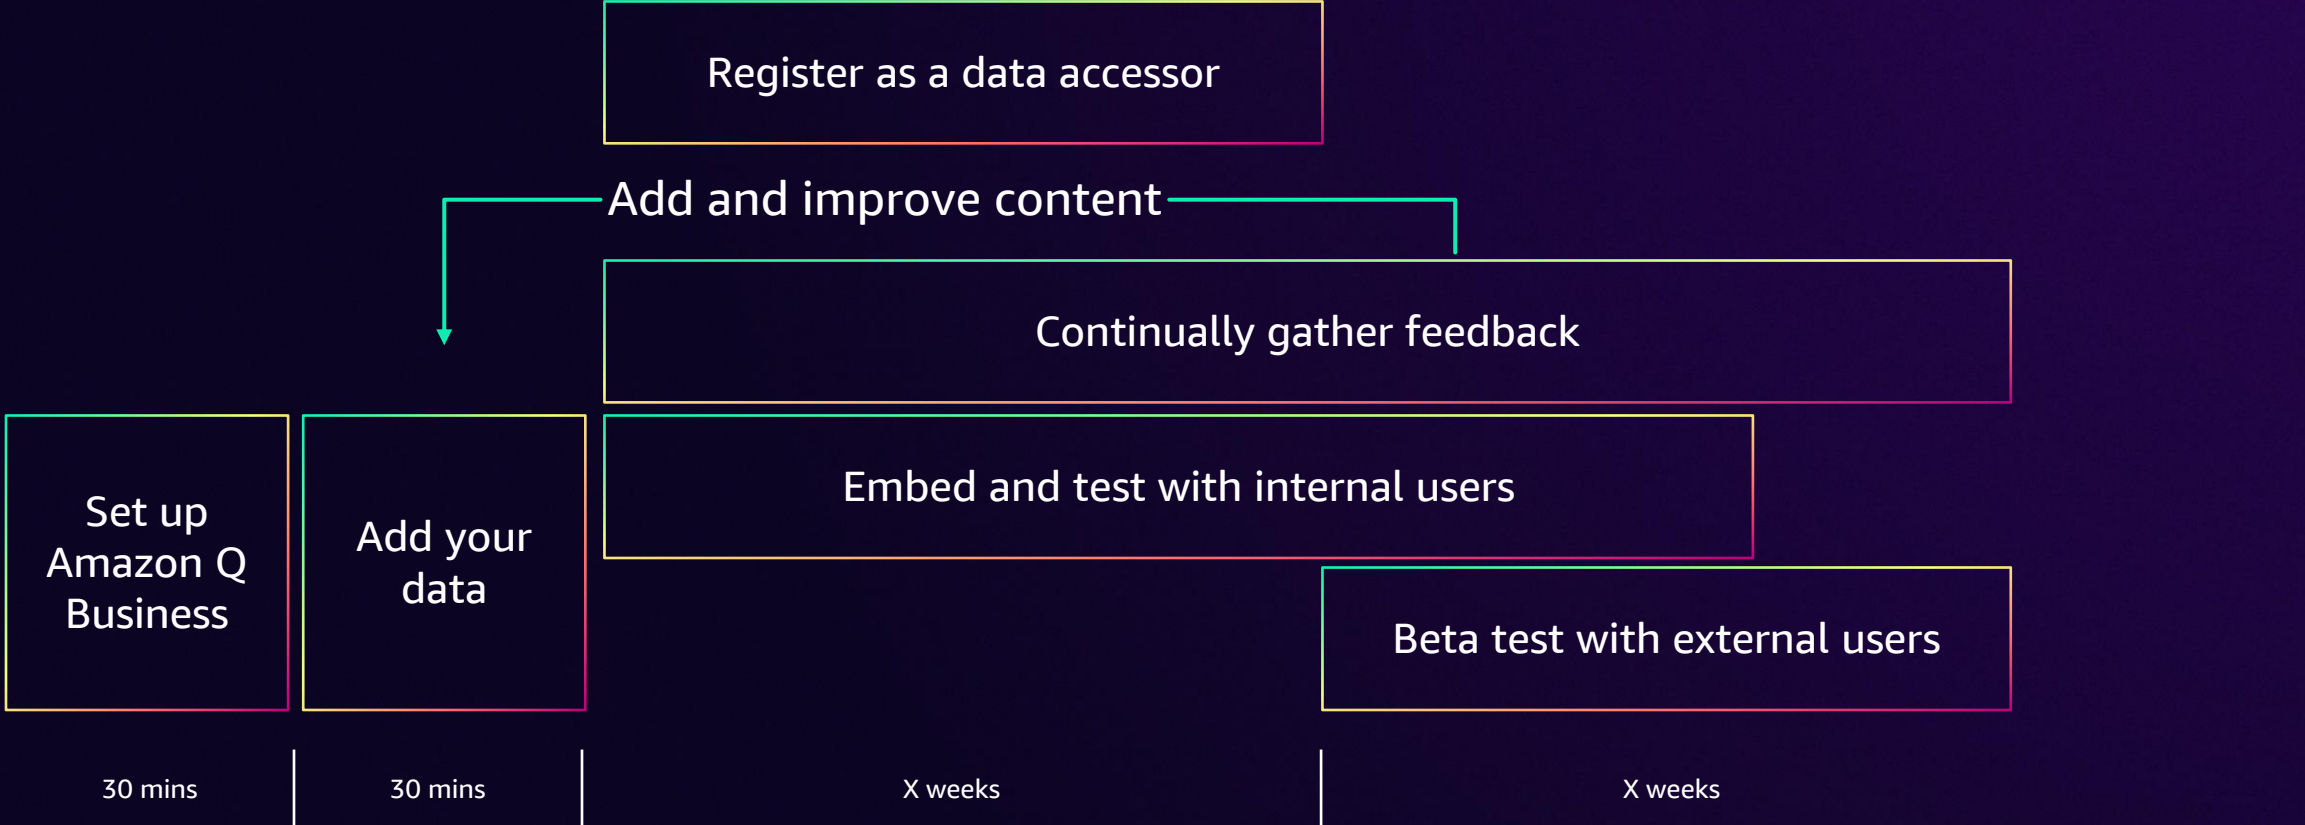 Register as a data accessor
Add and improve content
Continually gather feedback
Embed and test with internal users
Set up
Amazon Q
Business
Add your
data
Beta test with external users
30 mins
30 mins
X weeks
X weeks